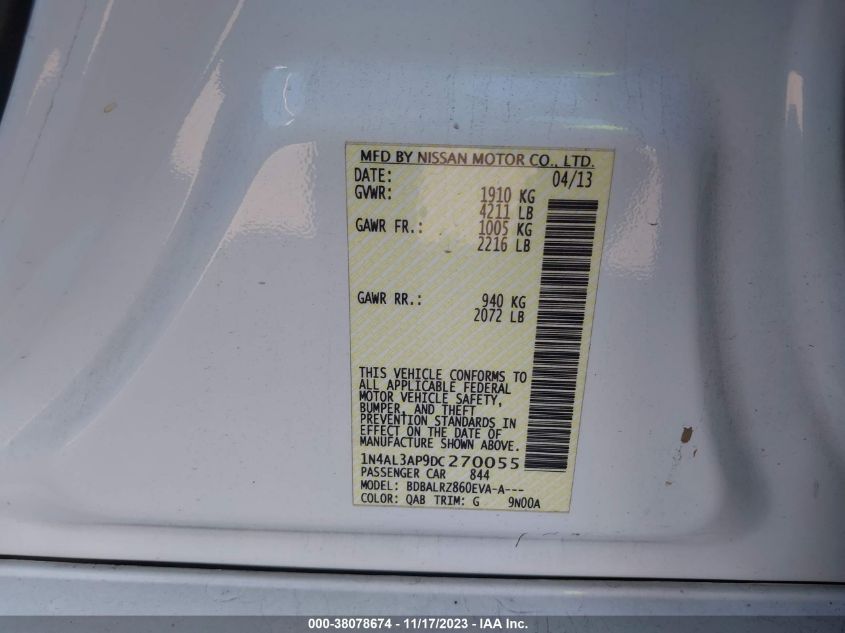 MFD BY NISSAN MOTOR CO., LTD.
DATE: 04/13
GVWR: 1910 KG
4211 LB
GAWR FR.: 1005 KG
2216 LB
GAWR RR.: 940 KG
2072 LB
THIS VEHICLE CONFORMS TO
ALL APPLICABLE FEDERAL
MOTOR VEHICLE SAFETY,
BUMPER, AND THEFT
PREVENTION STANDARDS IN
EFFECT ON THE DATE OF
MANUFACTURE SHOWN ABOVE.
1N4AL3AP9DC270055
PASSENGER CAR 844
MODEL: BDBALRZ860EVA-A---
COLOR: QAB TRIM: G 9N00A
000-38078674 - 11/17/2023 - IAA Inc.